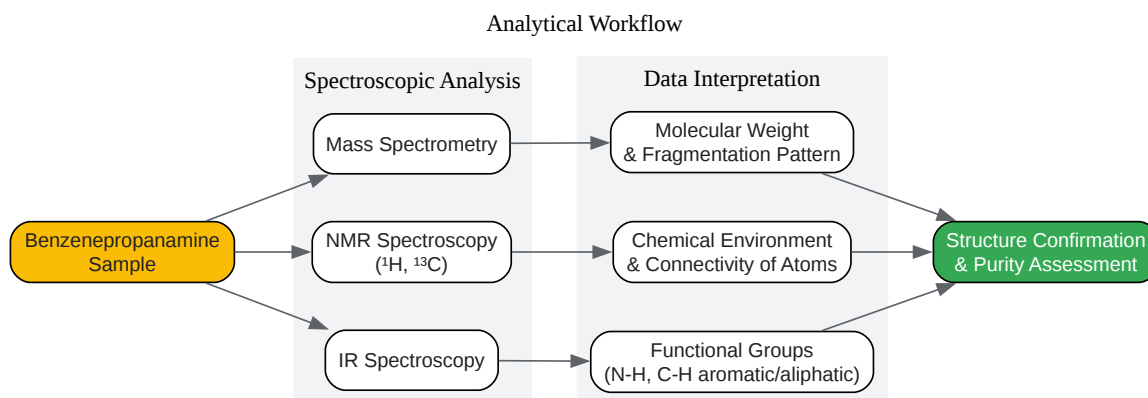 Analytical Workflow
Spectroscopic Analysis
Data Interpretation
Mass Spectrometry
Molecular Weight
& Fragmentation Pattern
Benzenepropanamine
Sample
NMR Spectroscopy
(¹H, ¹³C)
Chemical Environment
& Connectivity of Atoms
Structure Confirmation
& Purity Assessment
IR Spectroscopy
Functional Groups
(N-H, C-H aromatic/aliphatic)